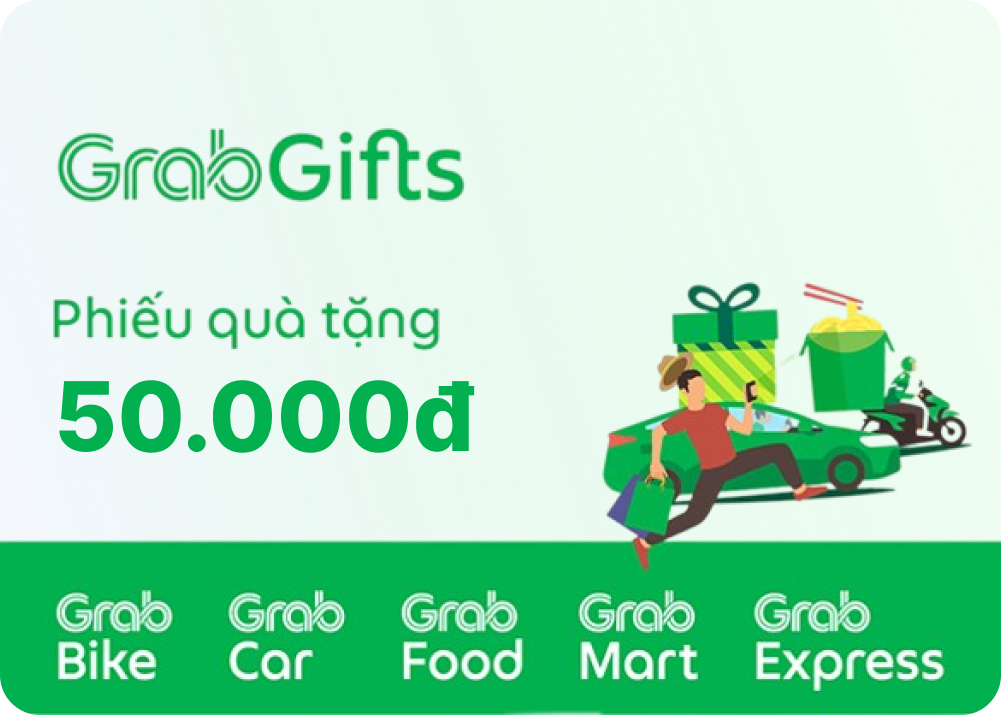 GrabGifts
Phiếu quà tặng
50.000đ
Grab Bike
Grab Car
Grab Food
Grab Mart
Grab Express